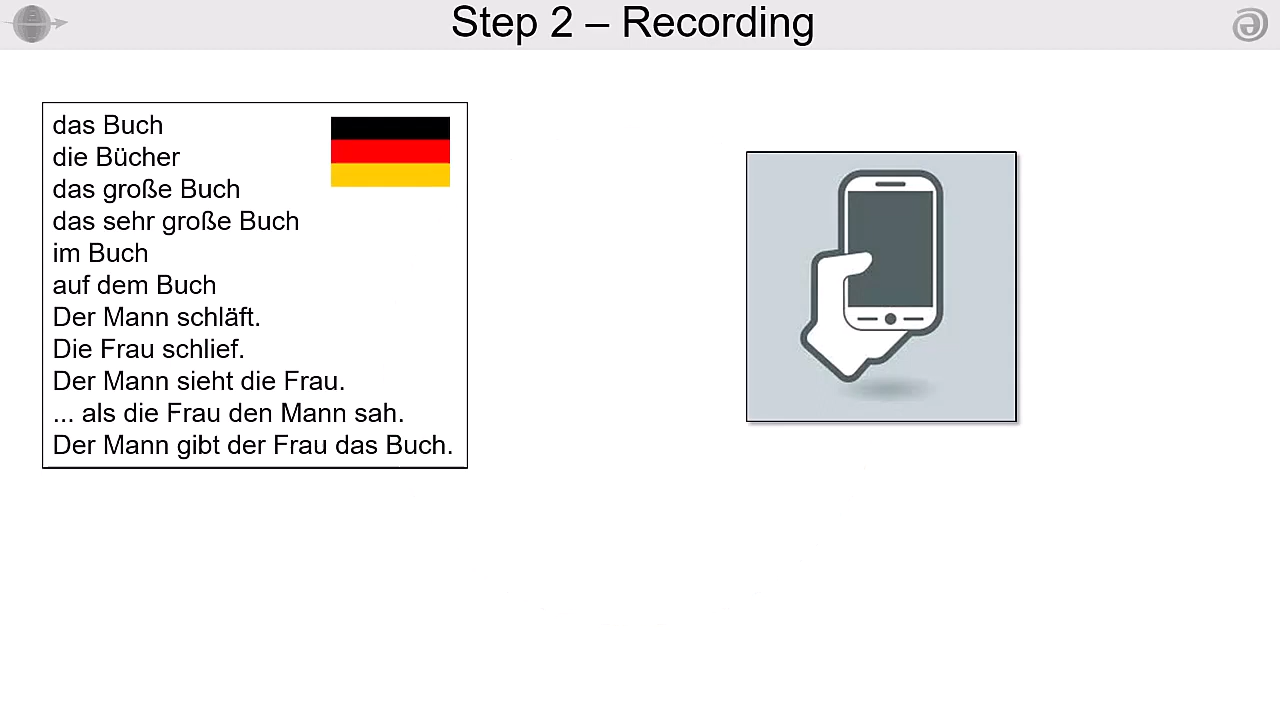 Step 2 – Recording
das Buch
die Bücher
das große Buch
das sehr große Buch
im Buch
auf dem Buch
Der Mann schläft.
Die Frau schlief.
Der Mann sieht die Frau.
... als die Frau den Mann sah.
Der Mann gibt der Frau das Buch.